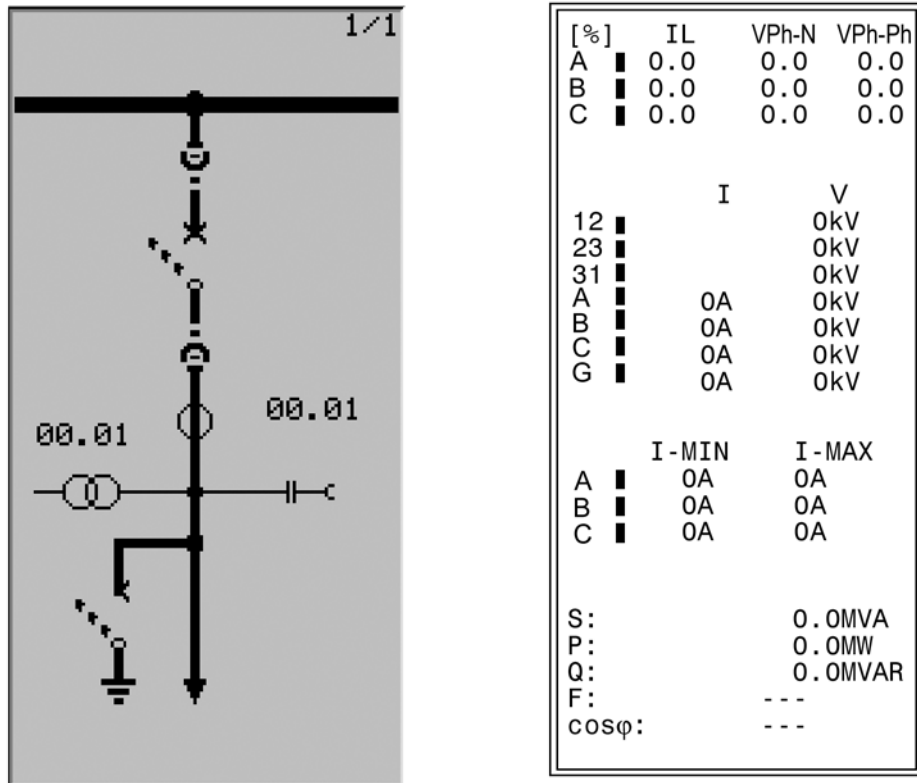 1/1
00.01
00.01
[%] IL VPh-N VPh-Ph
A 0.0 0.0 0.0
B 0.0 0.0 0.0
C 0.0 0.0 0.0
I V
12 0kV
23 0kV
31 0kV
A 0A 0kV
B 0A 0kV
C 0A 0kV
G 0A 0kV
I-MIN I-MAX
A 0A 0A
B 0A 0A
C 0A 0A
S: 0.0MVA
P: 0.0MW
Q: 0.0MVAR
F: ---
cosφ: ---